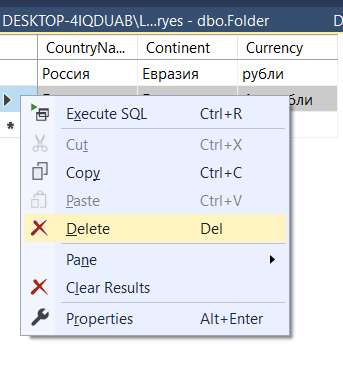 DESKTOP-4IQDUAB\L...ryes - dbo.Folder
CountryNa... Continent Currency
Россия Евразия рубли
Execute SQL Ctrl+R
Cut Ctrl+X
Copy Ctrl+C
Paste Ctrl+V
Delete Del
Pane
Clear Results
Properties Alt+Enter